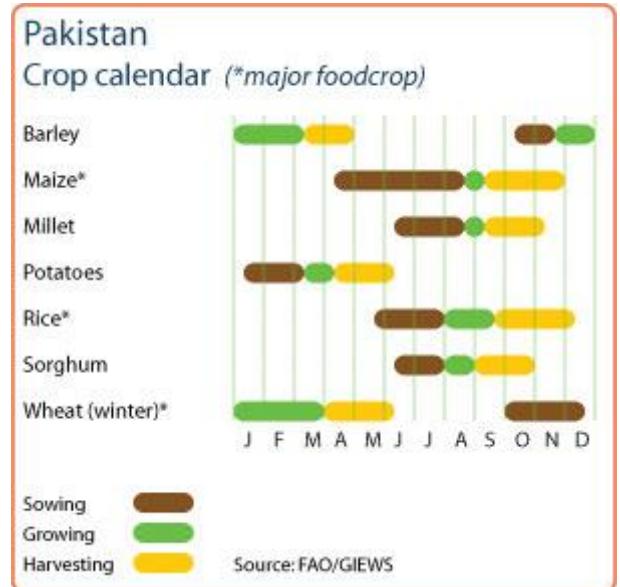 Pakistan
Crop calendar (*major foodcrop)
Barley
Maize*
Millet
Potatoes
Rice*
Sorghum
Wheat (winter)*
J F M A M J J A S O N D
Sowing
Growing
Harvesting Source: FAO/GIEWS